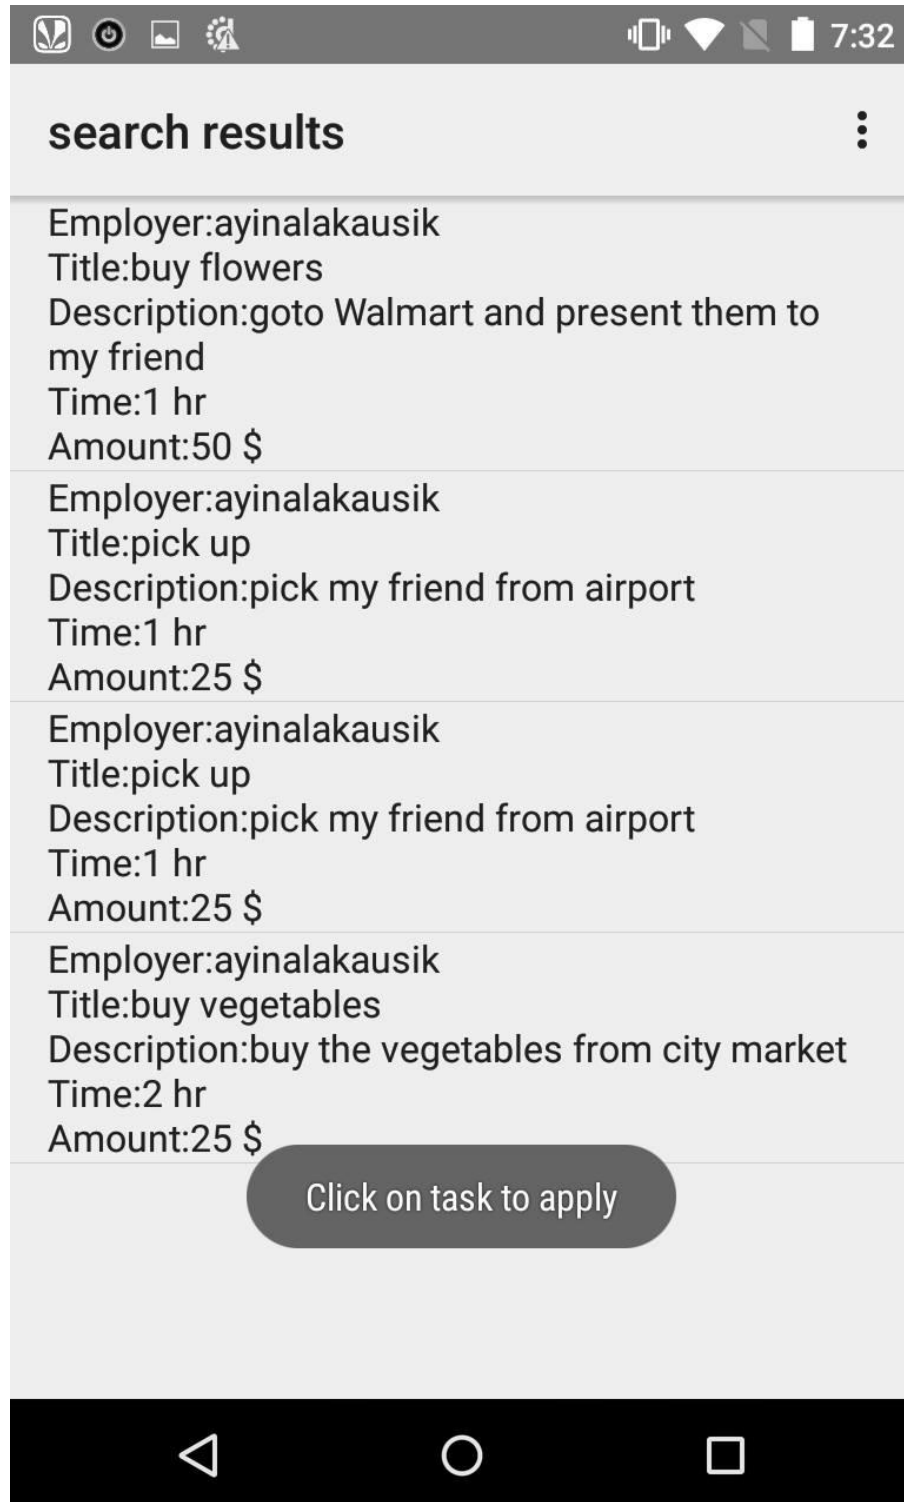 7:32
search results
Employer:ayinalakausik
Title:buy flowers
Description:goto Walmart and present them to
my friend
Time:1 hr
Amount:50 $
Employer:ayinalakausik
Title:pick up
Description:pick my friend from airport
Time:1 hr
Amount:25 $
Employer:ayinalakausik
Title:pick up
Description:pick my friend from airport
Time:1 hr
Amount:25 $
Employer:ayinalakausik
Title:buy vegetables
Description:buy the vegetables from city market
Time:2 hr
Amount:25 $
Click on task to apply